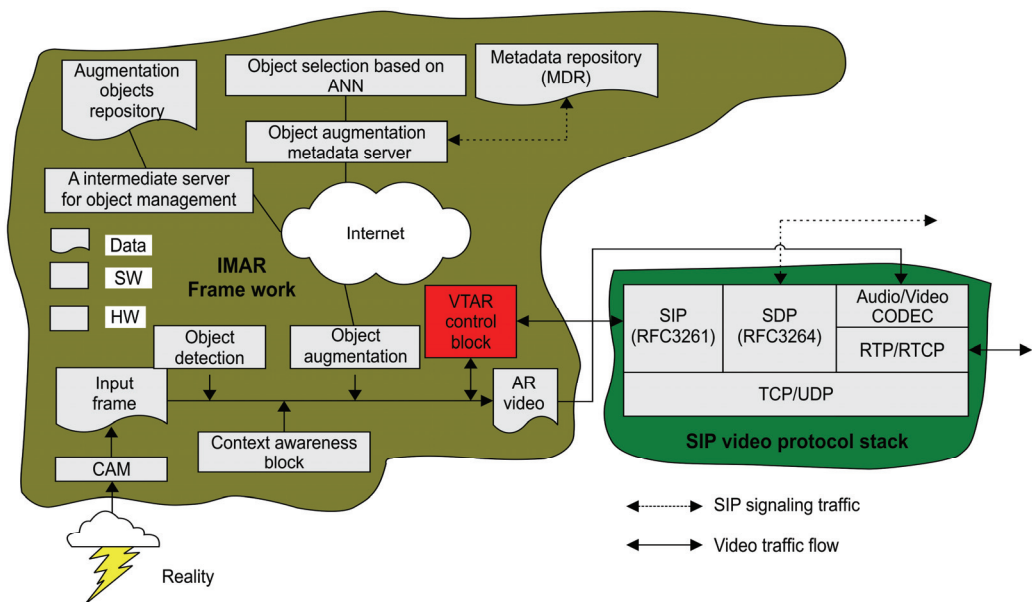 Augmentation
objects
repository
Object selection based on
ANN
Metadata repository
(MDR)
Object augmentation
metadata server
A intermediate server
for object management
Internet
Data
SW
HW
IMAR
Frame work
VTAR
control
block
Object
detection
Object
augmentation
Input
frame
AR
video
Context awareness
block
CAM
Reality
SIP
(RFC3261)
SDP
(RFC3264)
Audio/Video
CODEC
RTP/RTCP
TCP/UDP
SIP video protocol stack
SIP signaling traffic
Video traffic flow